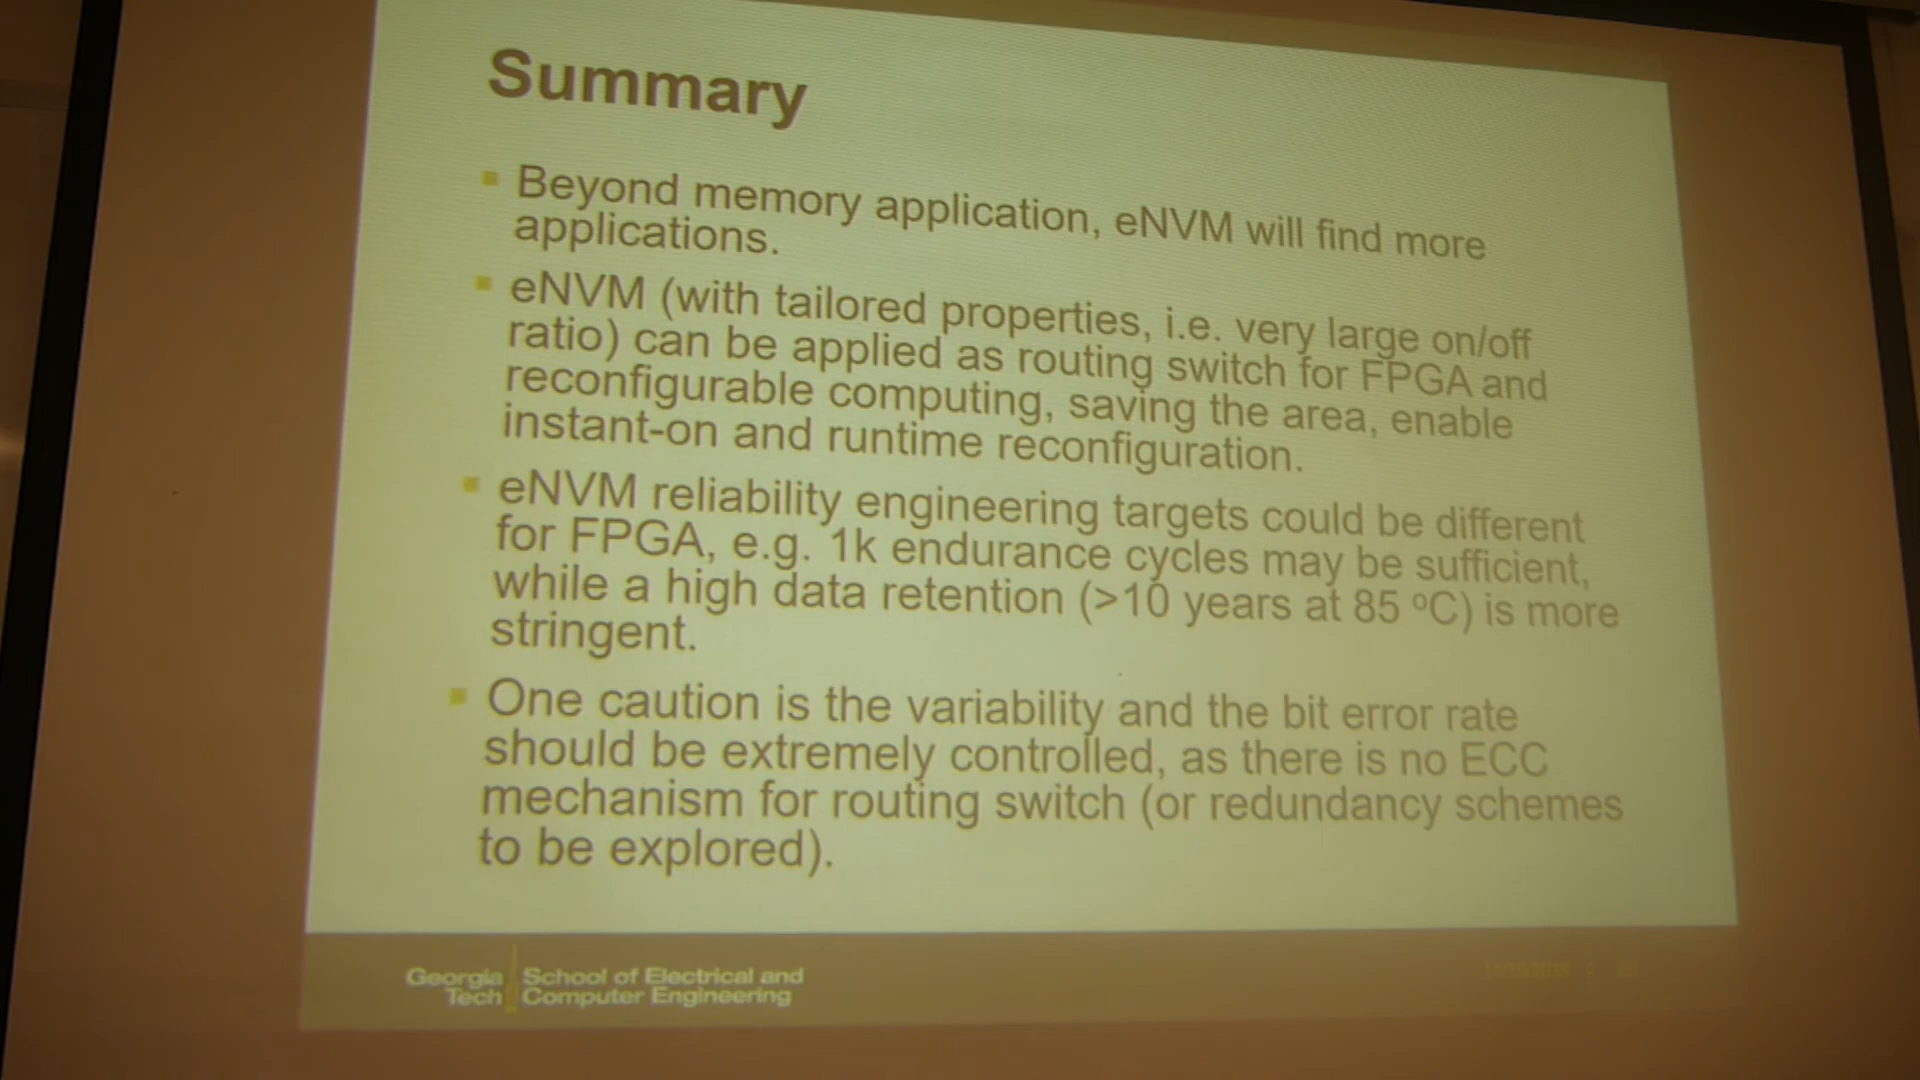 Summary
Beyond memory application, eNVM will find more
applications.
eNVM (with tailored properties, i.e. very large on/off
ratio) can be applied as routing switch for FPGA and
reconfigurable computing, saving the area, enable
instant-on and runtime reconfiguration.
eNVM reliability engineering targets could be different
for FPGA, e.g. 1k endurance cycles may be sufficient,
while a high data retention (>10 years at 85 ºC) is more
stringent.
One caution is the variability and the bit error rate
should be extremely controlled, as there is no ECC
mechanism for routing switch (or redundancy schemes
to be explored).
Georgia Tech
School of Electrical and
Computer Engineering